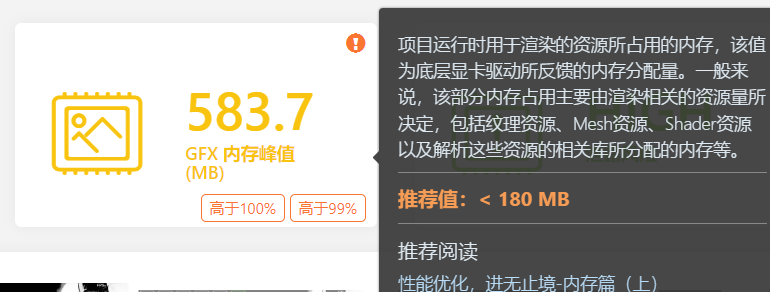 583.7
GFX 内存峰值
(MB)
高于100% 高于99%
项目运行时用于渲染的资源所占用的内存，该值
为底层显卡驱动所反馈的内存分配量。一般来
说，该部分内存占用主要由渲染相关的资源量所
决定，包括纹理资源、Mesh资源、Shader资源
以及解析这些资源的相关库所分配的内存等。
推荐值：< 180 MB
推荐阅读
性能优化，进无止境-内存篇（上）